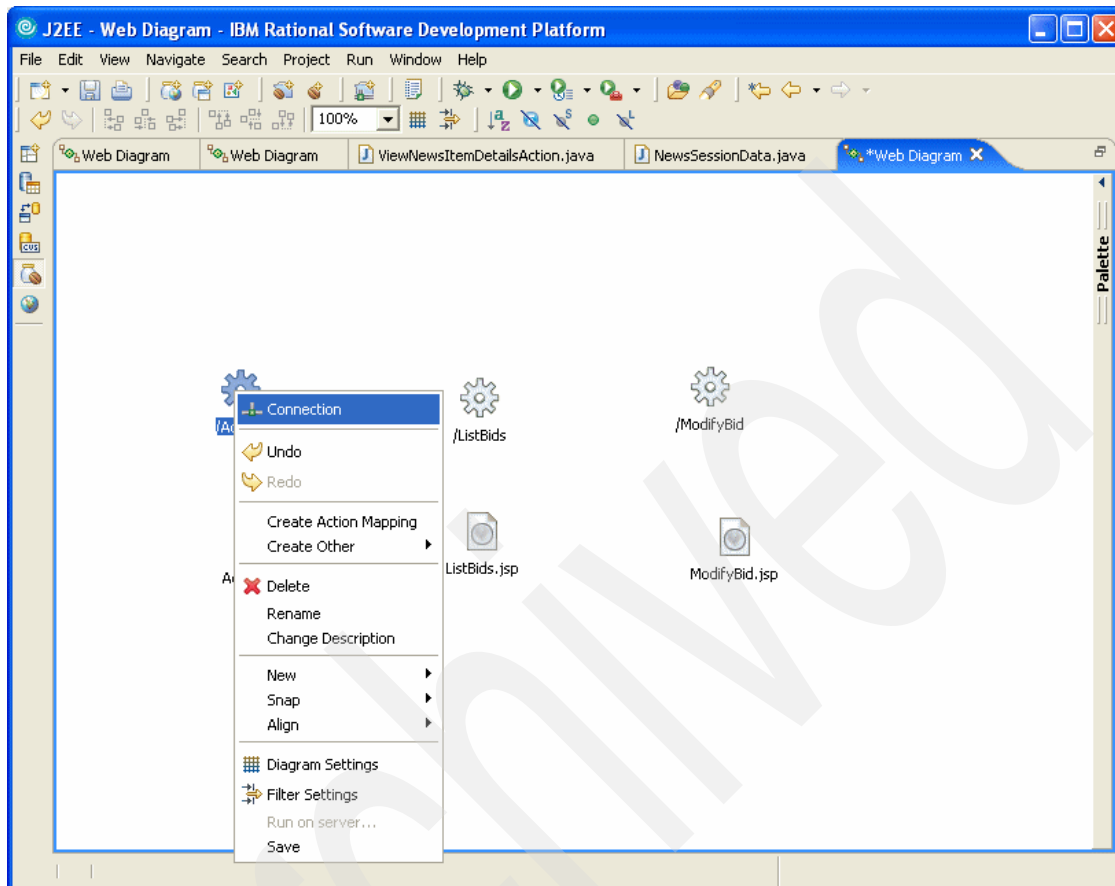 J2EE - Web Diagram - IBM Rational Software Development Platform
File Edit View Navigate Search Project Run Window Help
100%
Web Diagram Web Diagram ViewNewsItemDetailsAction.java NewsSessionData.java *Web Diagram
Palette
/ListBids
/ModifyBid
ListBids.jsp
ModifyBid.jsp
Connection
Undo
Redo
Create Action Mapping
Create Other
Delete
Rename
Change Description
New
Snap
Align
Diagram Settings
Filter Settings
Run on server...
Save